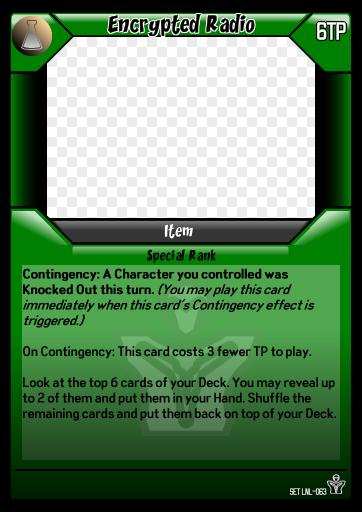 Encrypted Radio
6TP
Item
Special Rank
Contingency: A Character you controlled was
Knocked Out this turn. (You may play this card
immediately when this card's Contingency effect is
triggered.)
On Contingency: This card costs 3 fewer TP to play.
Look at the top 6 cards of your Deck. You may reveal up
to 2 of them and put them in your Hand. Shuffle the
remaining cards and put them back on top of your Deck.
SET LNL-063